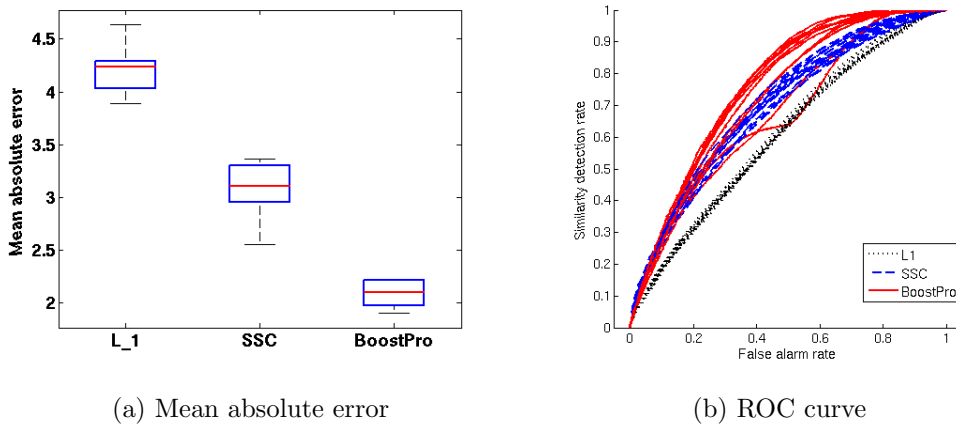 Mean absolute error
4.5
4
3.5
3
2.5
2
L_1 SSC BoostPro
(a) Mean absolute error
Similarity detection rate
1
0.9
0.8
0.7
0.6
0.5
0.4
0.3
0.2
0.1
0
0 0.2 0.4 0.6 0.8 1
False alarm rate
L1
SSC
BoostPro
(b) ROC curve